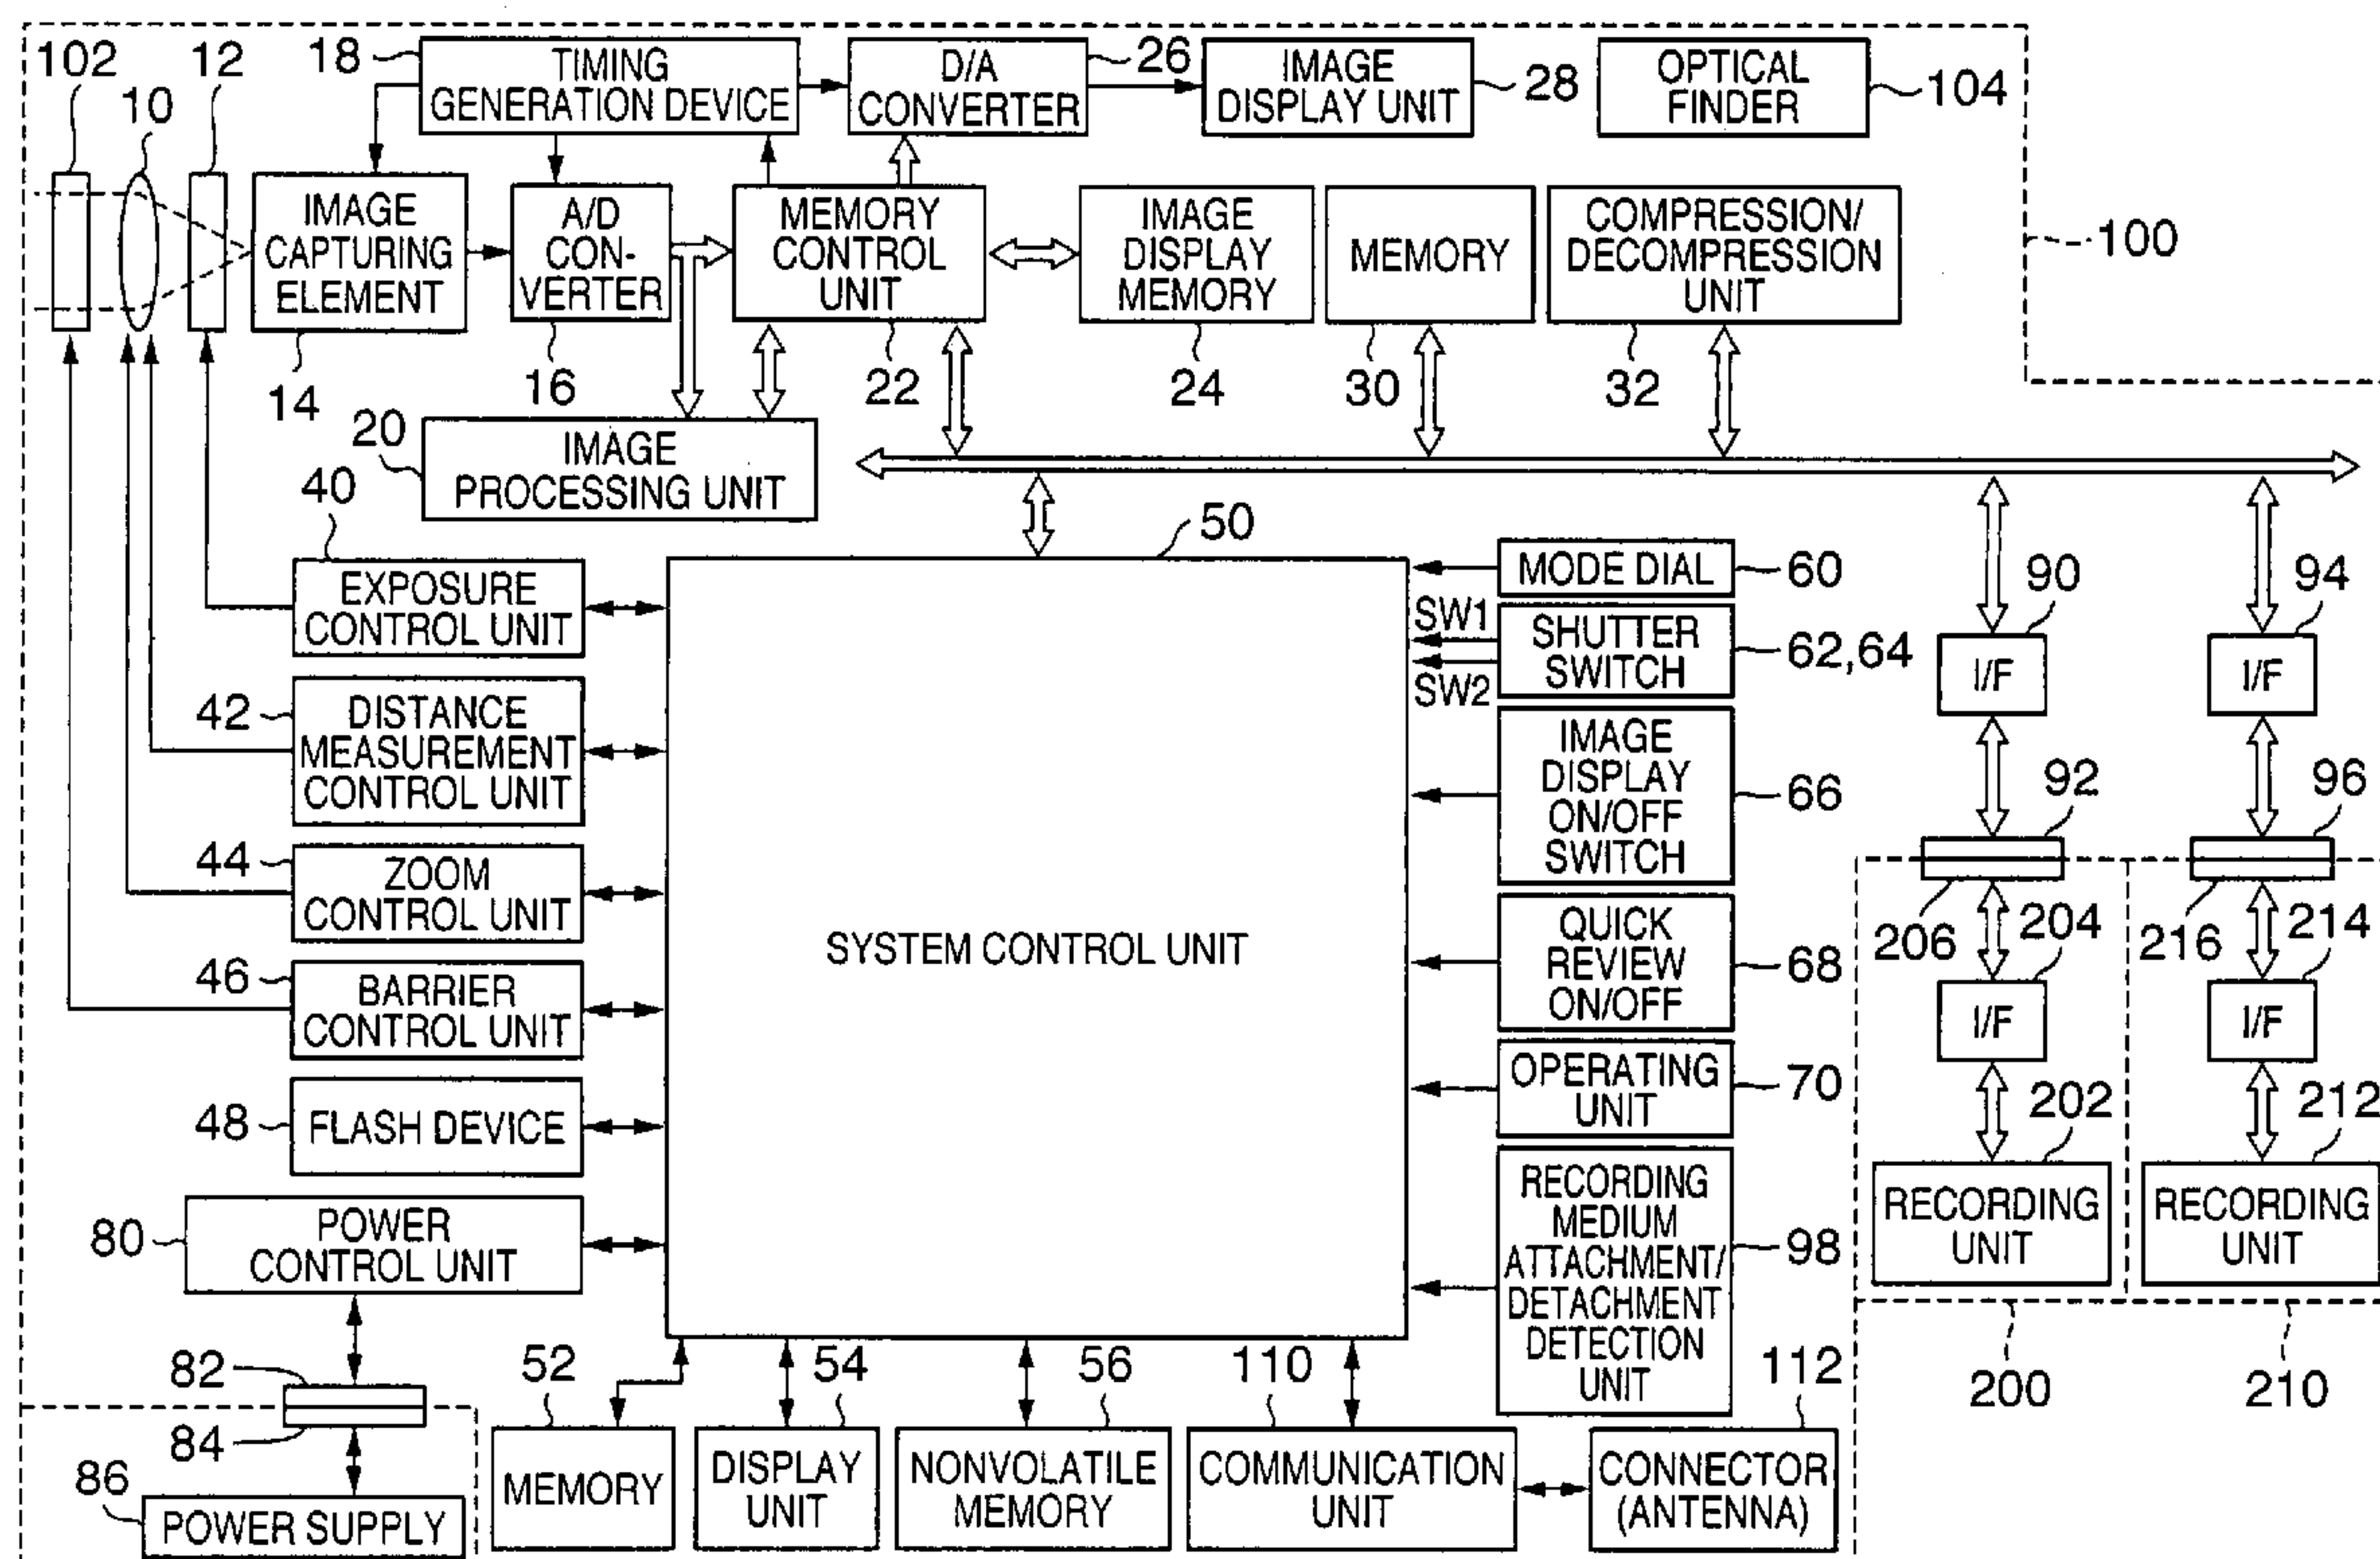 102
10
12
18
TIMING
GENERATION DEVICE
D/A
CONVERTER
26
IMAGE
DISPLAY UNIT
28
OPTICAL
FINDER
104
IMAGE
CAPTURING
ELEMENT
14
A/D
CON-
VERTER
16
MEMORY
CONTROL
UNIT
22
IMAGE
DISPLAY
MEMORY
24
MEMORY
30
COMPRESSION/
DECOMPRESSION
UNIT
32
100
20
IMAGE
PROCESSING UNIT
40
EXPOSURE
CONTROL UNIT
42
DISTANCE
MEASUREMENT
CONTROL UNIT
44
ZOOM
CONTROL UNIT
46
BARRIER
CONTROL UNIT
48
FLASH DEVICE
80
POWER
CONTROL UNIT
82
84
86
POWER SUPPLY
50
SYSTEM CONTROL UNIT
MODE DIAL
60
SW1
SW2
SHUTTER
SWITCH
62,64
IMAGE
DISPLAY
ON/OFF
SWITCH
66
QUICK
REVIEW
ON/OFF
68
OPERATING
UNIT
70
RECORDING
MEDIUM
ATTACHMENT/
DETACHMENT
DETECTION
UNIT
98
52
MEMORY
54
DISPLAY
UNIT
56
NONVOLATILE
MEMORY
110
COMMUNICATION
UNIT
112
CONNECTOR
(ANTENNA)
90
I/F
92
206
204
I/F
202
RECORDING
UNIT
200
94
I/F
96
216
214
I/F
212
RECORDING
UNIT
210